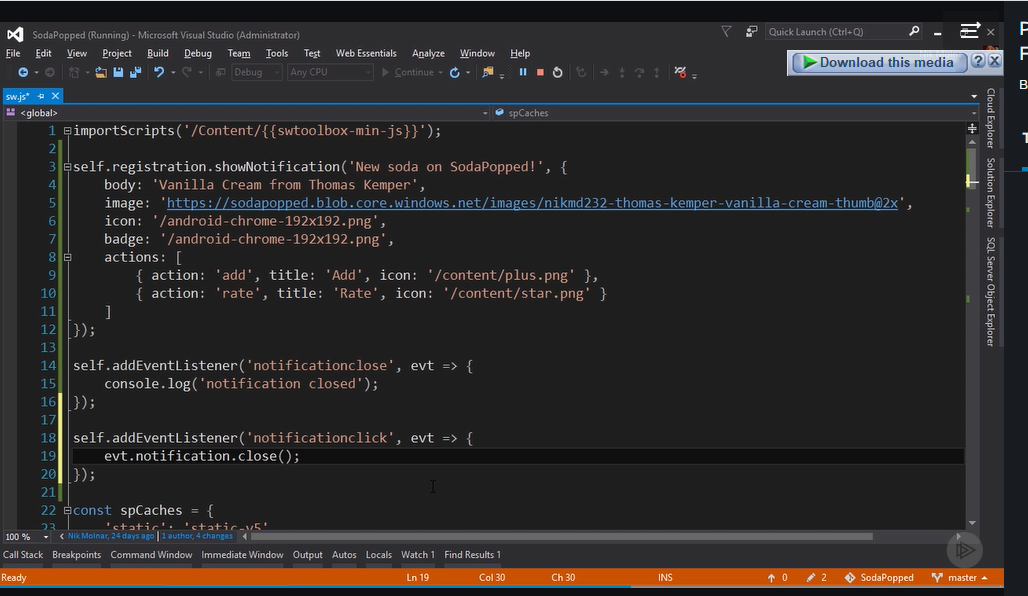 SodaPopped (Running) - Microsoft Visual Studio (Administrator)
Quick Launch (Ctrl+Q)
File Edit View Project Build Debug Team Tools Test Web Essentials Analyze Window Help
Debug Any CPU Continue
Download this media
sw.js*
<global> spCaches
1 importScripts('/Content/{{swtoolbox-min-js}}');
2
3 self.registration.showNotification('New soda on SodaPopped!', {
4 body: 'Vanilla Cream from Thomas Kemper',
5 image: 'https://sodapopped.blob.core.windows.net/images/nikmd232-thomas-kemper-vanilla-cream-thumb@2x',
6 icon: '/android-chrome-192x192.png',
7 badge: '/android-chrome-192x192.png',
8 actions: [
9 { action: 'add', title: 'Add', icon: '/content/plus.png' },
10 { action: 'rate', title: 'Rate', icon: '/content/star.png' }
11 ]
12 });
13
14 self.addEventListener('notificationclose', evt => {
15 console.log('notification closed');
16 });
17
18 self.addEventListener('notificationclick', evt => {
19 evt.notification.close();
20 });
21
22 const spCaches = {
23 'static': 'static-v5'
Cloud Explorer
Solution Explorer
SQL Server Object Explorer
100 % Nik Molnar, 24 days ago | 1 author, 4 changes
Call Stack Breakpoints Command Window Immediate Window Output Autos Locals Watch 1 Find Results 1
Ready Ln 19 Col 30 Ch 30 INS 0 2 SodaPopped master